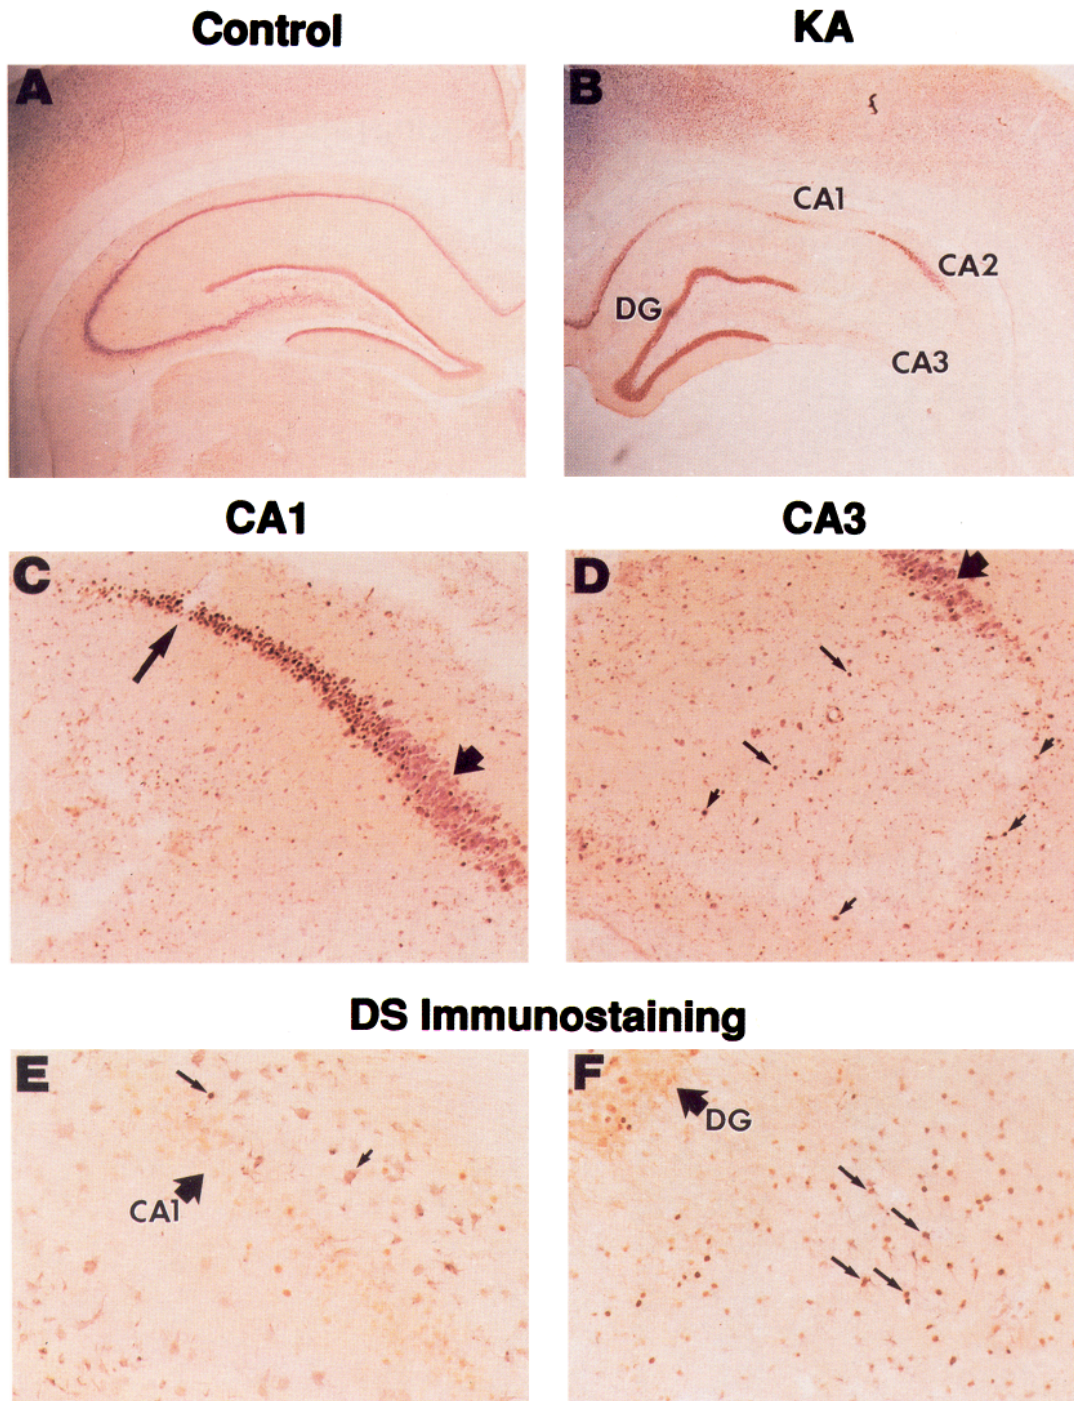 Control
KA
A
B
CA1
CA2
DG
CA3
CA1
CA3
C
D
DS Immunostaining
E
F
DG
CA1